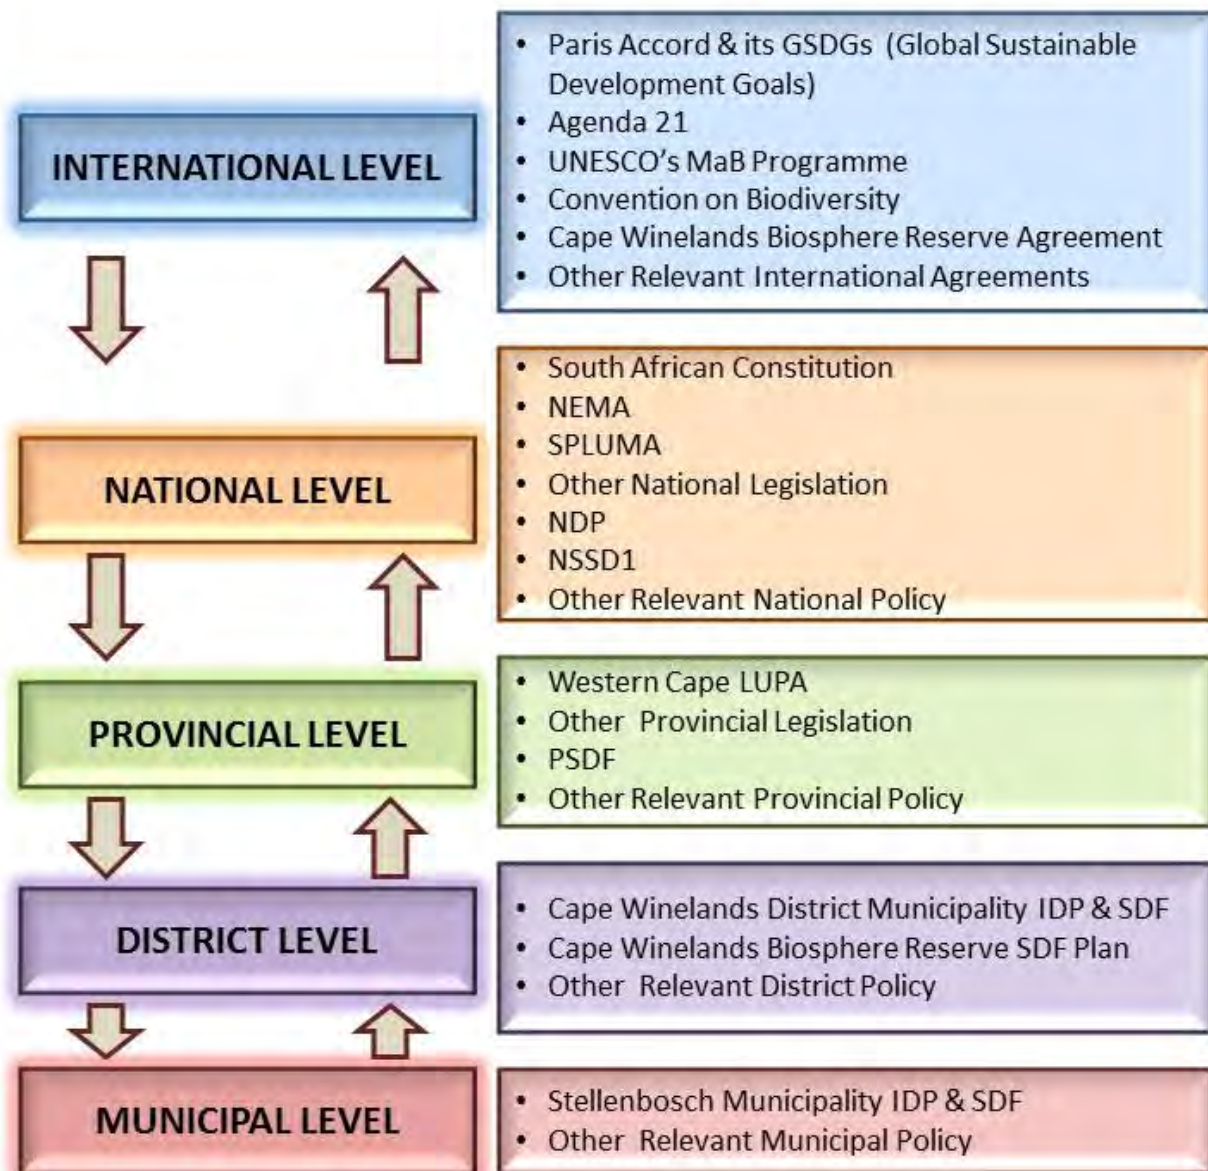 INTERNATIONAL LEVEL
• Paris Accord & its GSDGs (Global Sustainable
Development Goals)
• Agenda 21
• UNESCO's MaB Programme
• Convention on Biodiversity
• Cape Winelands Biosphere Reserve Agreement
• Other Relevant International Agreements
NATIONAL LEVEL
• South African Constitution
• NEMA
• SPLUMA
• Other National Legislation
• NDP
• NSSD1
• Other Relevant National Policy
PROVINCIAL LEVEL
• Western Cape LUPA
• Other Provincial Legislation
• PSDF
• Other Relevant Provincial Policy
DISTRICT LEVEL
• Cape Winelands District Municipality IDP & SDF
• Cape Winelands Biosphere Reserve SDF Plan
• Other Relevant District Policy
MUNICIPAL LEVEL
• Stellenbosch Municipality IDP & SDF
• Other Relevant Municipal Policy